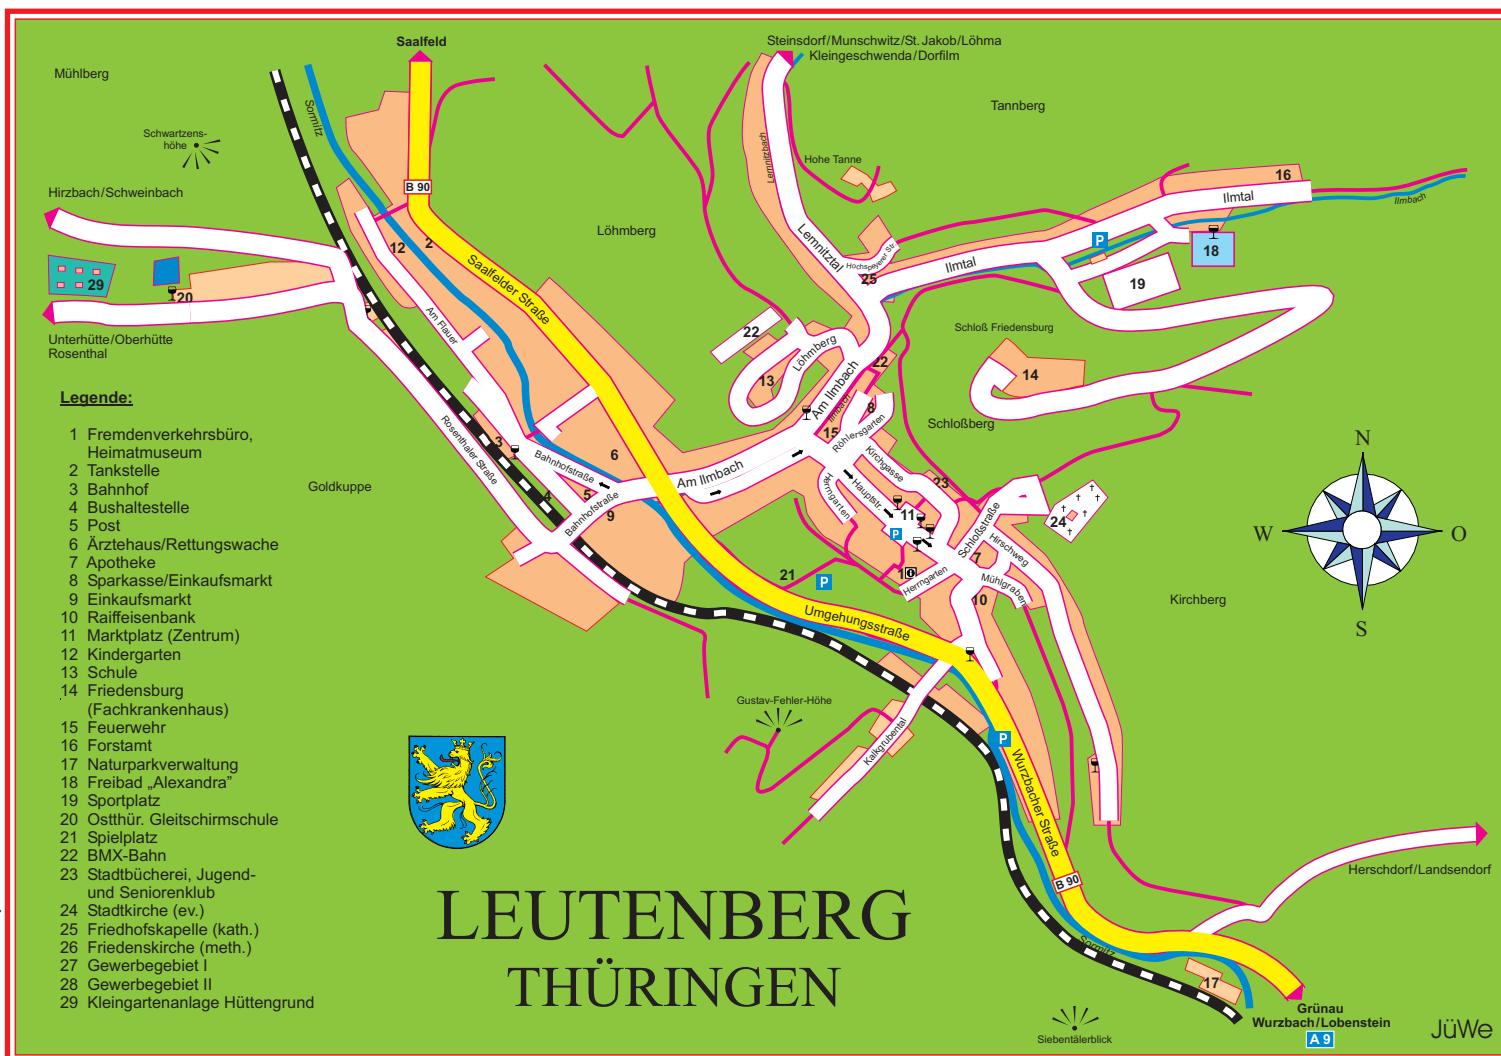 Saalfeld
Steinsdorf/Munschwitz/St.Jakob/Löhma
Kleingeschwenda/Dorfilm
Mühlberg
Sormitz
Tannberg
Schwartzens-
höhe
Lemnitzbach
Hohe Tanne
16
Hirzbach/Schweinbach
B 90
Ilmtal
Ilmbach
Löhmberg
12
2
Lemnitztal
P
18
Hochspeyerer Str.
Saalfelder Straße
Ilmtal
25
29
20
19
Am Flauer
Unterhütte/Oberhütte
Rosenthal
22
Löhmberg
Schloß Friedensburg
22
13
14
Am Ilmbach
Ilmbach
8
15
Röhlersgarten
Schloßberg
Legende:
1 Fremdenverkehrsbüro,
Heimatmuseum
2 Tankstelle
3 Bahnhof
4 Bushaltestelle
5 Post
6 Ärztehaus/Rettungswache
7 Apotheke
8 Sparkasse/Einkaufsmarkt
9 Einkaufsmarkt
10 Raiffeisenbank
11 Marktplatz (Zentrum)
12 Kindergarten
13 Schule
14 Friedensburg
(Fachkrankenhaus)
15 Feuerwehr
16 Forstamt
17 Naturparkverwaltung
18 Freibad „Alexandra”
19 Sportplatz
20 Ostthür. Gleitschirmschule
21 Spielplatz
22 BMX-Bahn
23 Stadtbücherei, Jugend-
und Seniorenklub
24 Stadtkirche (ev.)
25 Friedhofskapelle (kath.)
26 Friedenskirche (meth.)
27 Gewerbegebiet I
28 Gewerbegebiet II
29 Kleingartenanlage Hüttengrund
Rosenthaler Straße
3
Bahnhofstraße
6
Am Ilmbach
Kirchgasse
Goldkuppe
4
5
Bahnhofstraße
9
Herrngarten
Hauptstr.
23
11
P
Schloßstraße
24
Hirschweg
N
W
O
S
21
P
1
Herrngarten
7
Mühlgraben
10
Kirchberg
Umgehungsstraße
Gustav-Fehler-Höhe
Kalkgrubental
P
Wurzbacher Straße
B 90
Herschdorf/Landsendorf
LEUTENBERG
THÜRINGEN
Sormitz
17
Siebentälerblick
Grünau
Wurzbach/Lobenstein
A 9
JüWe